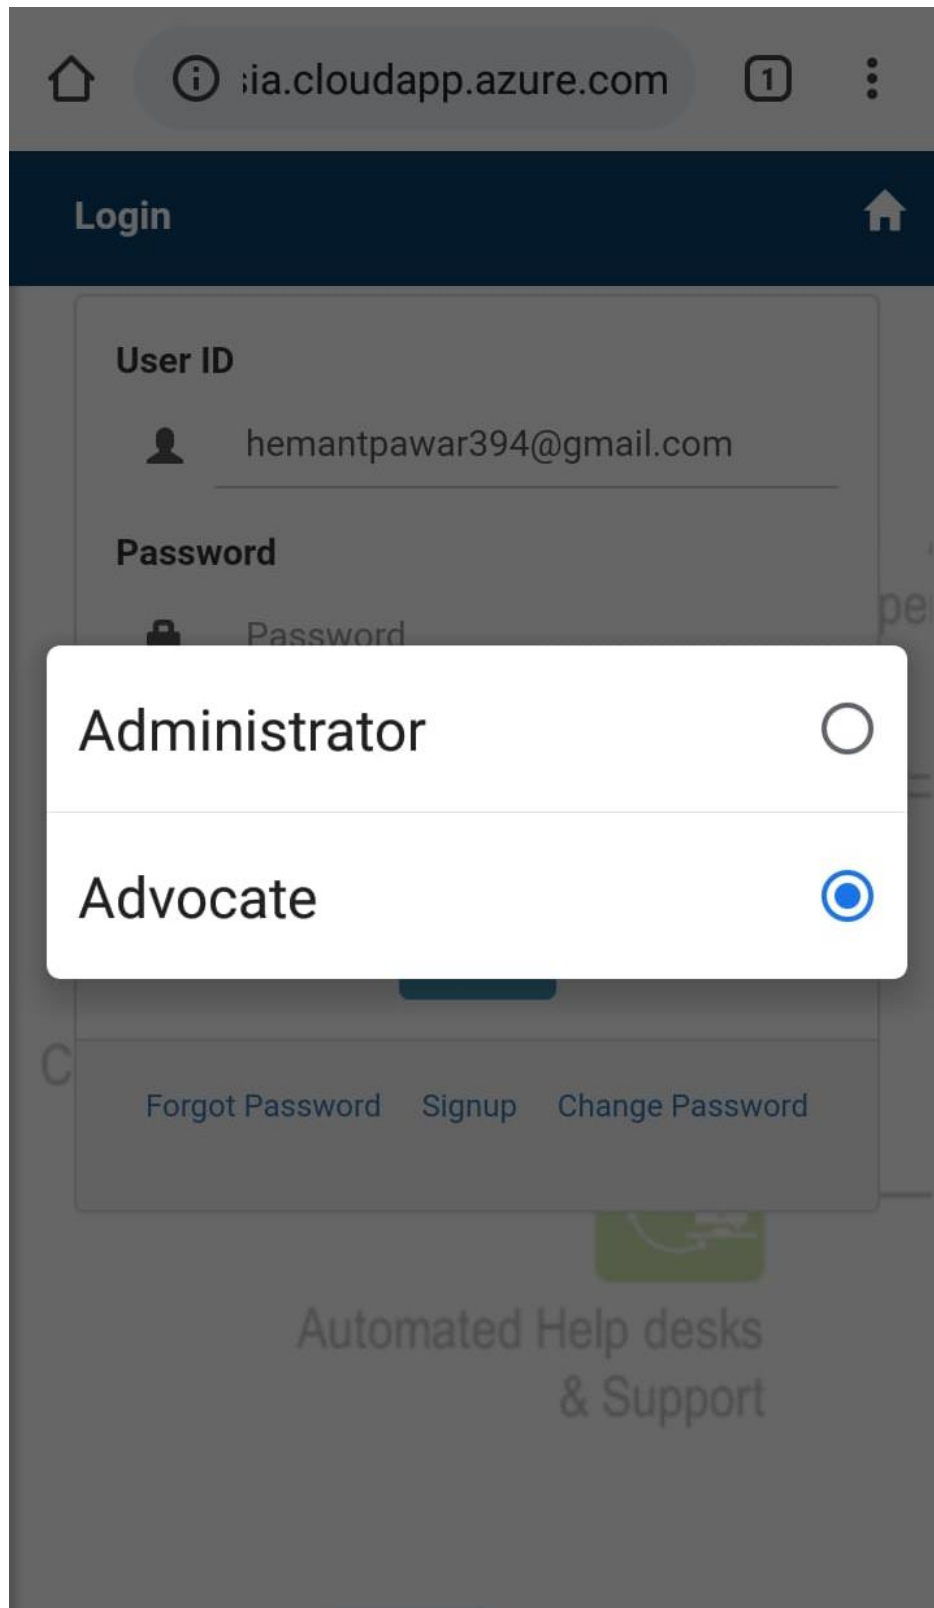 :ia.cloudapp.azure.com 1
Login
User ID
hemantpawar394@gmail.com
Password
Password
Administrator
Advocate
Forgot Password Signup Change Password
Automated Help desks
& Support